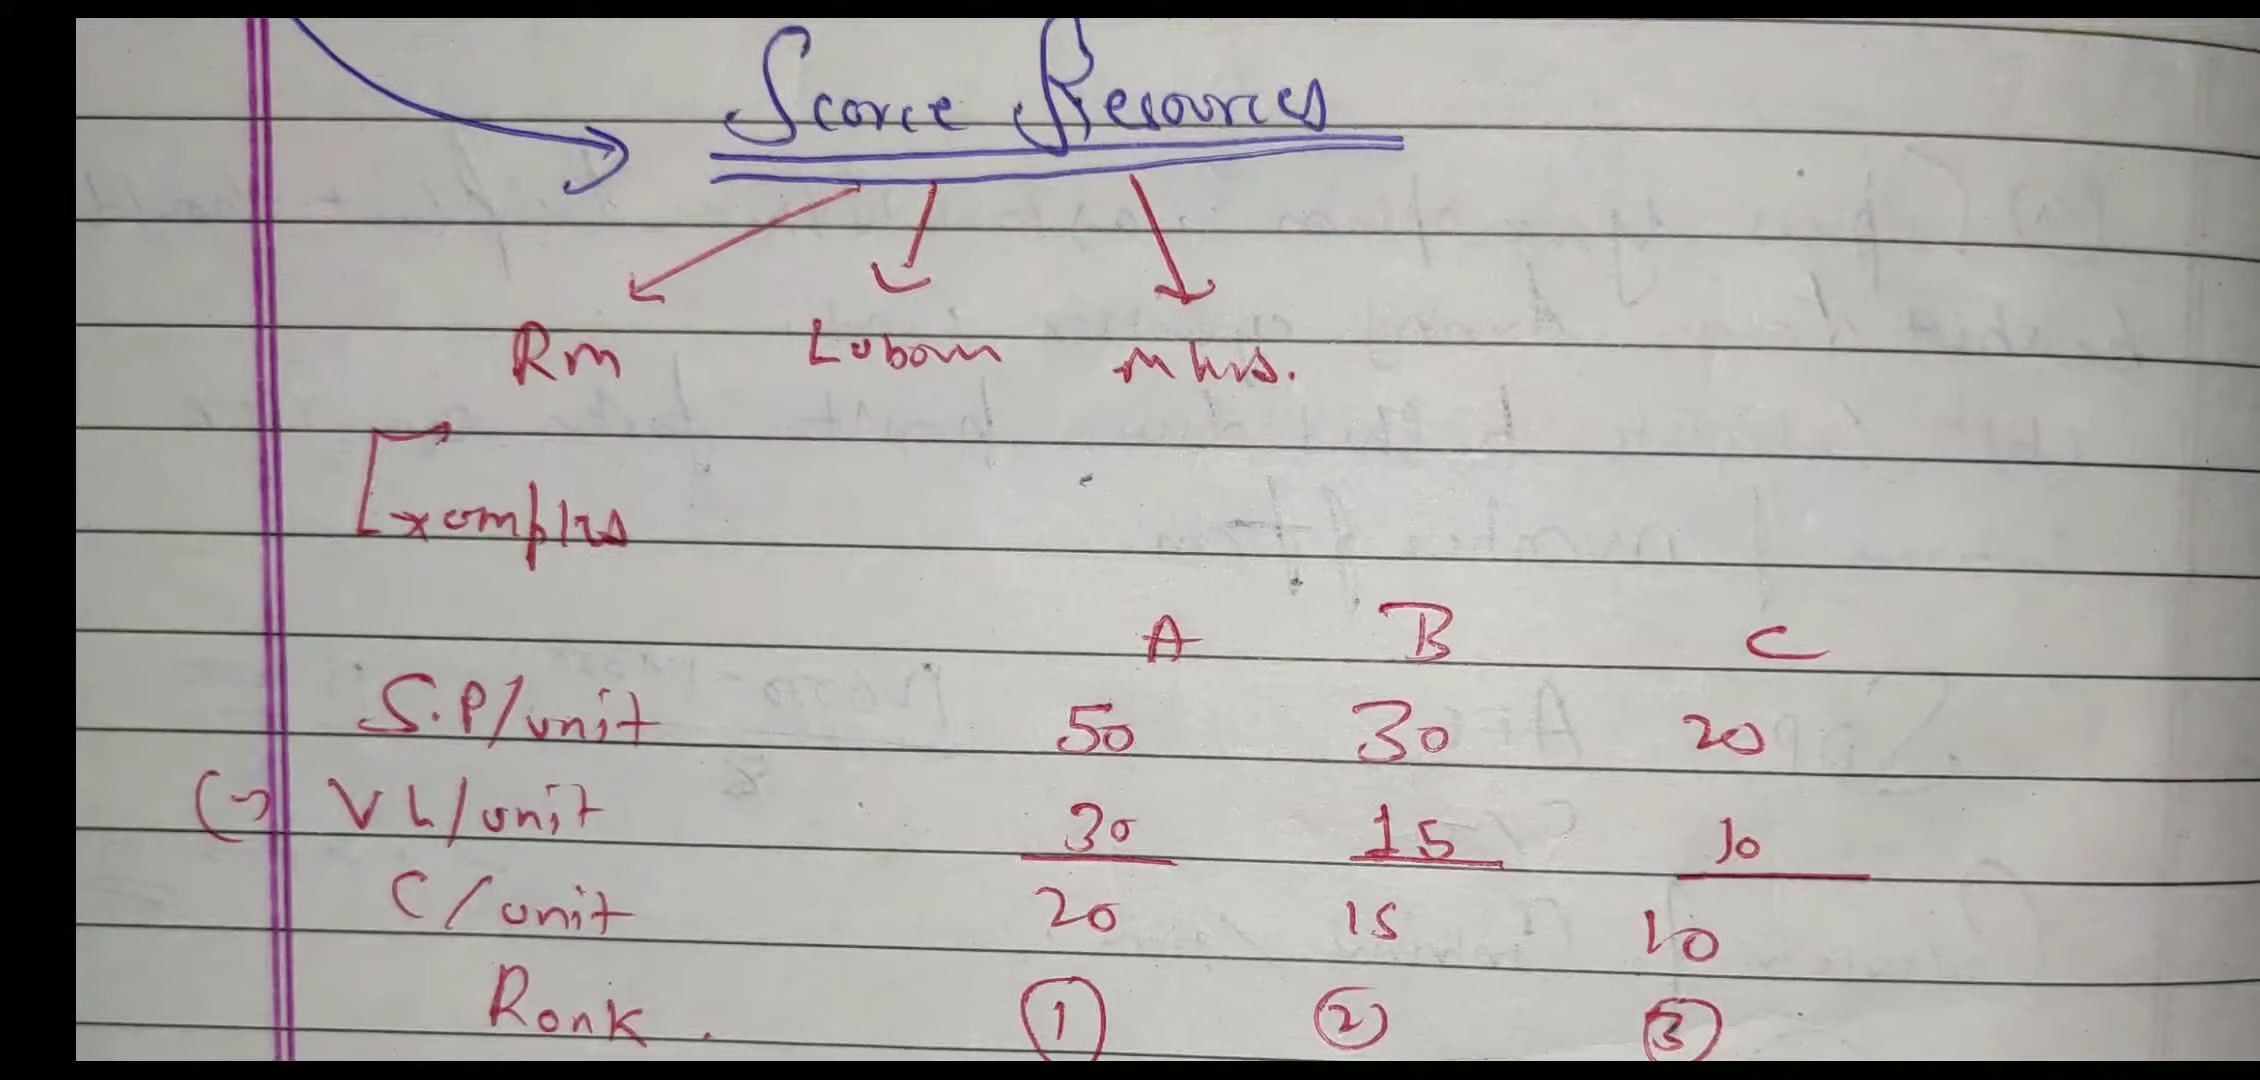 Scarce Resources
Rm Labour m hrs.
Examples
A B C
S.P/unit 50 30 20
(-) VC/unit 30 15 10
C/unit 20 15 10
Rank. 1 2 3